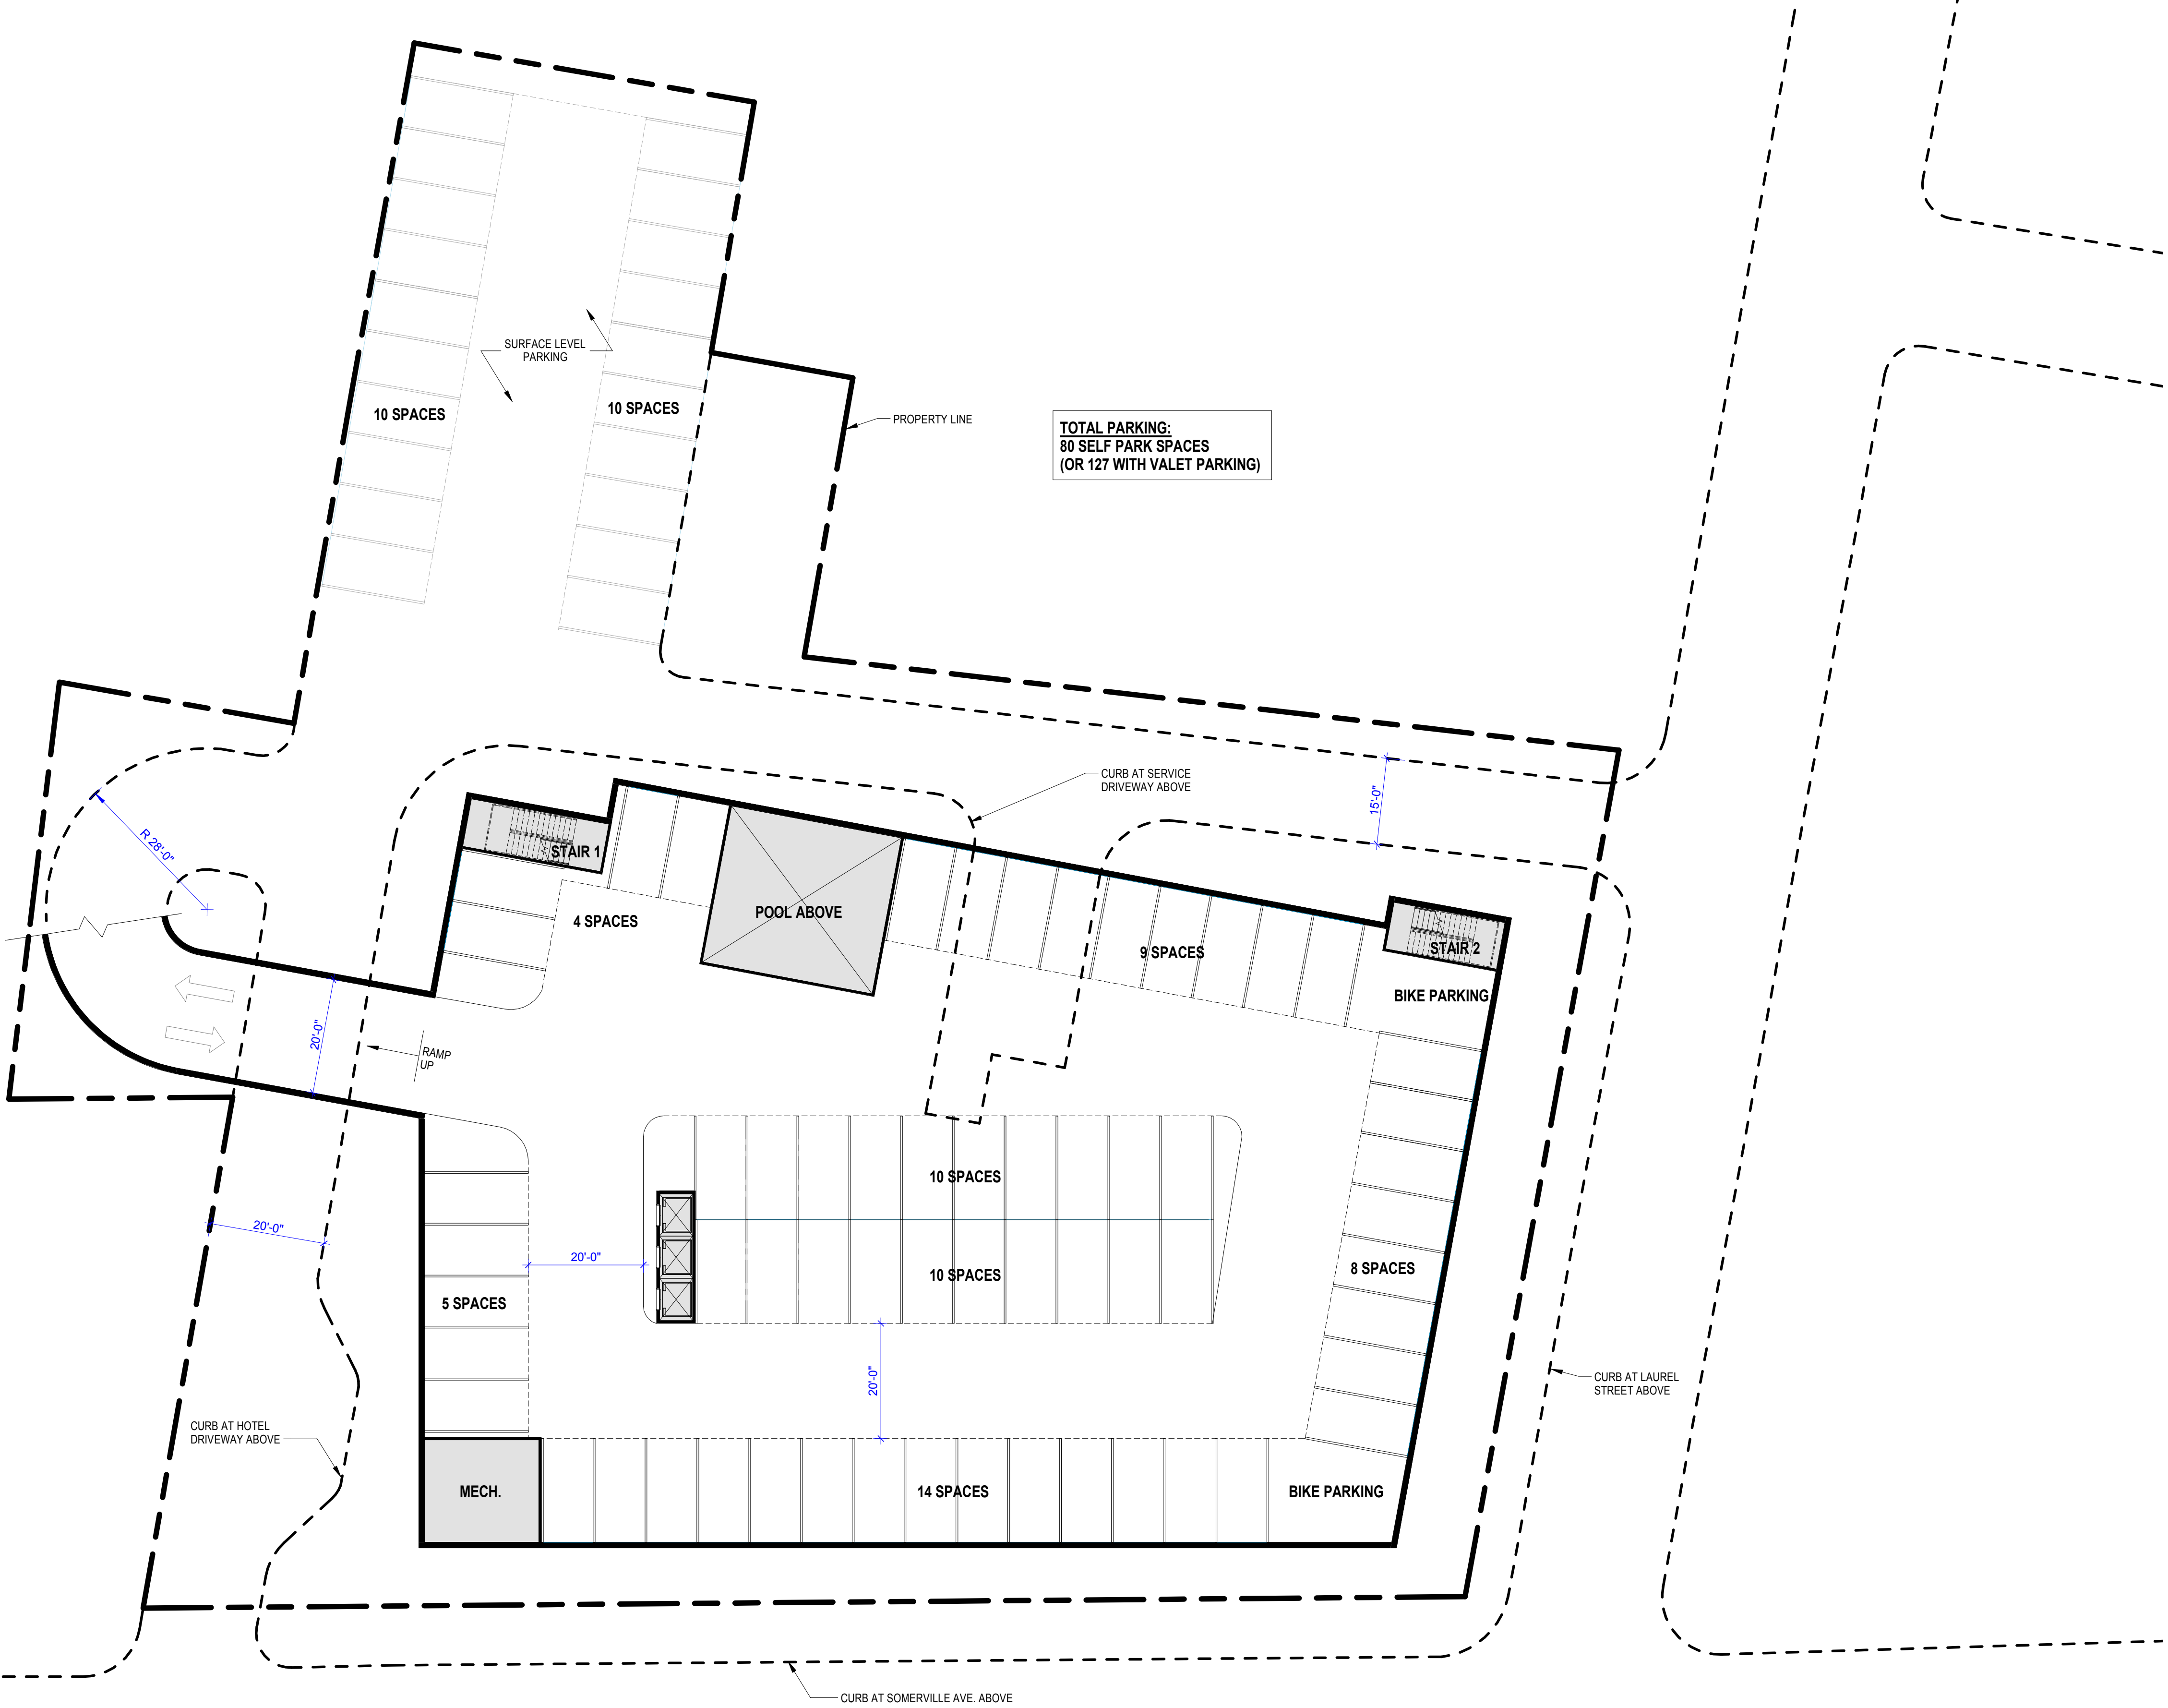 SURFACE LEVEL
PARKING
10 SPACES
10 SPACES
PROPERTY LINE
TOTAL PARKING:
80 SELF PARK SPACES
(OR 127 WITH VALET PARKING)
CURB AT SERVICE
DRIVEWAY ABOVE
15'-0"
R 28'-0"
STAIR 1
4 SPACES
POOL ABOVE
9 SPACES
STAIR 2
BIKE PARKING
20'-0"
RAMP
UP
10 SPACES
20'-0"
20'-0"
10 SPACES
8 SPACES
5 SPACES
20'-0"
CURB AT LAUREL
STREET ABOVE
CURB AT HOTEL
DRIVEWAY ABOVE
MECH.
14 SPACES
BIKE PARKING
CURB AT SOMERVILLE AVE. ABOVE